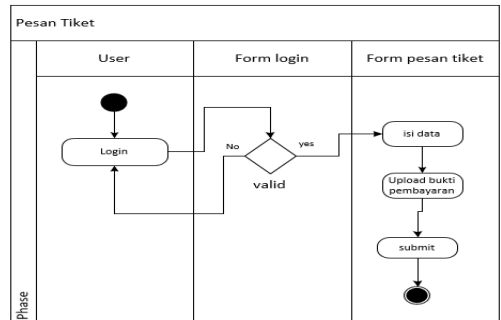 Pesan Tiket
User
Form login
Form pesan tiket
Login
No
yes
valid
isi data
Upload bukti
pembayaran
submit
Phase